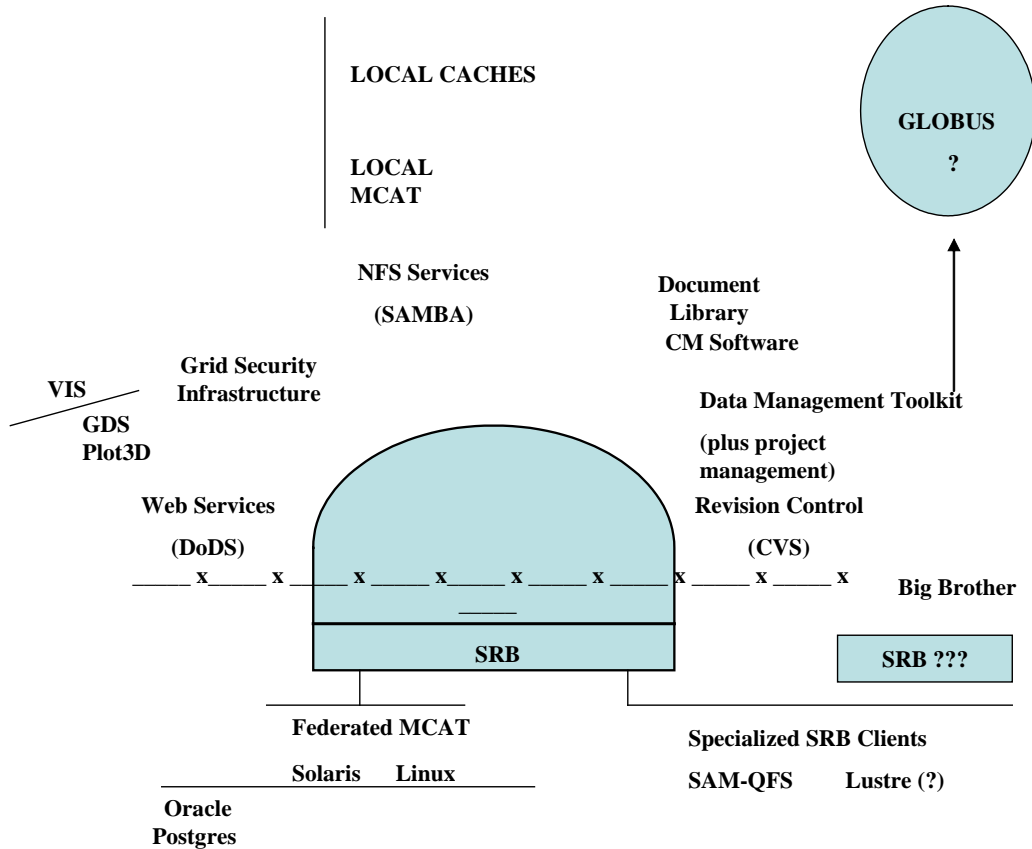 LOCAL CACHES
GLOBUS
?
LOCAL
MCAT
NFS Services
(SAMBA)
Document
Library
CM Software
Grid Security
Infrastructure
VIS
GDS
Plot3D
Data Management Toolkit
(plus project
management)
Web Services
(DoDS)
Revision Control
(CVS)
_____ x_____ x _____ x _____ x_____ x _____ x _____ x _____ x _____ x
_____
Big Brother
SRB
SRB ???
Federated MCAT
Solaris Linux
Oracle
Postgres
Specialized SRB Clients
SAM-QFS Lustre (?)